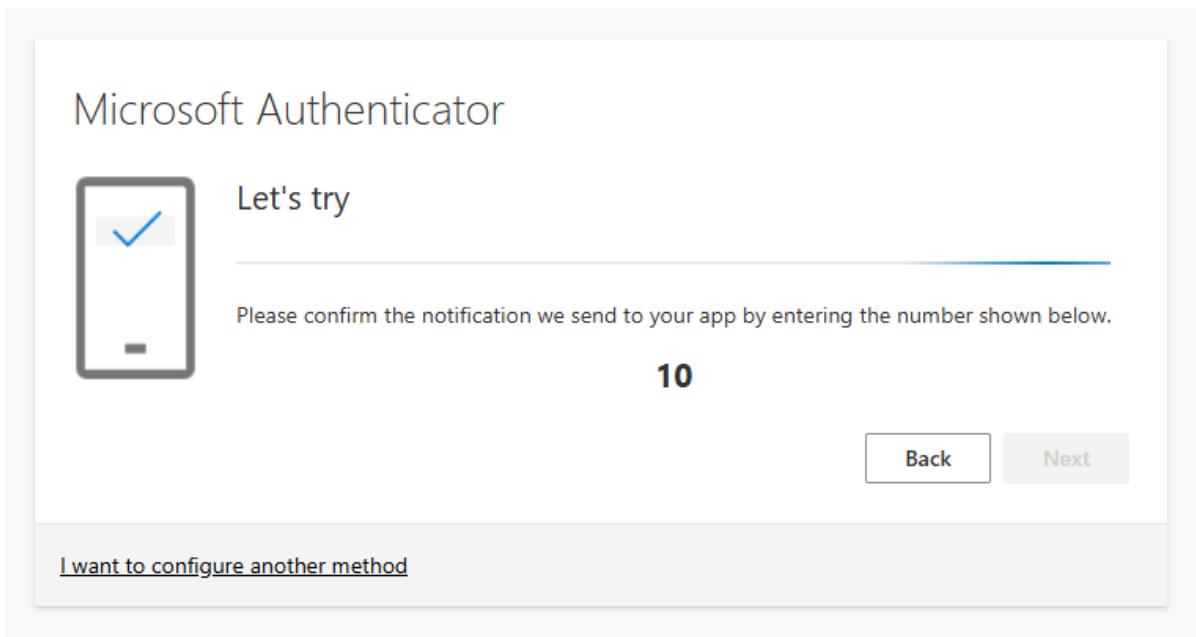 Microsoft Authenticator
Let's try
Please confirm the notification we send to your app by entering the number shown below.
10
Back
Next
I want to configure another method